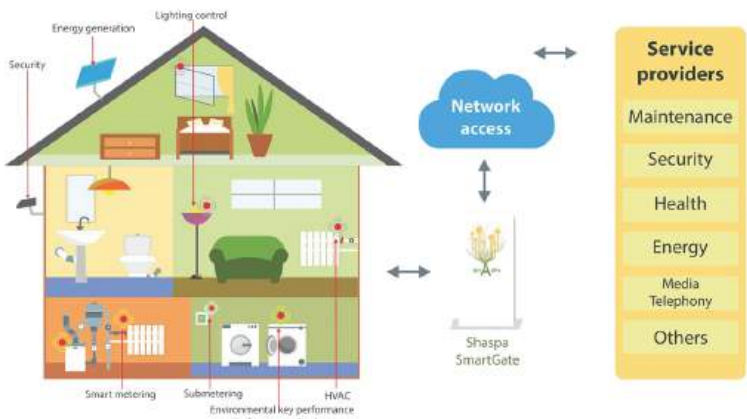 Lighting control
Energy generation
Security
Network
access
Service
providers
Maintenance
Security
Health
Energy
Media
Telephony
Others
Shaspa
SmartGate
Smart metering
Submetering
HVAC
Environmental key performance